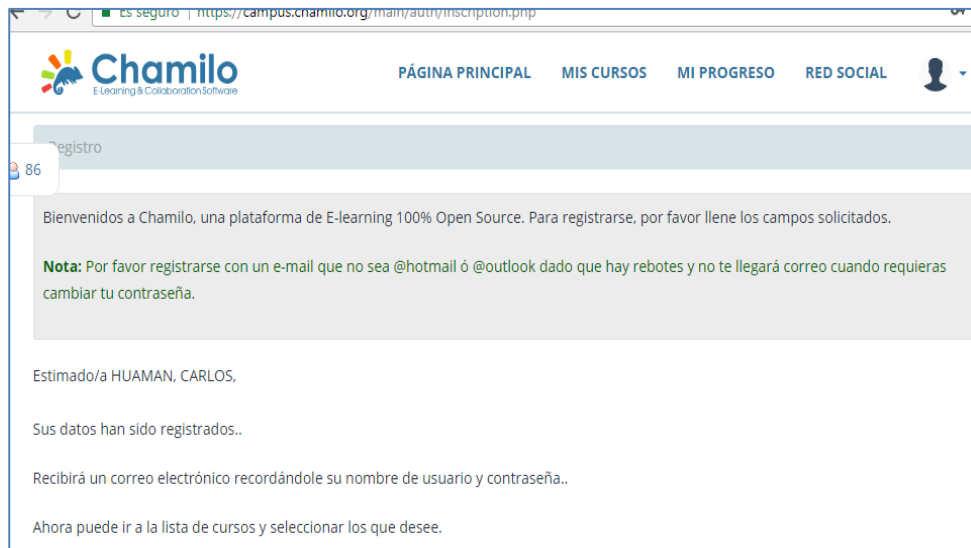 Es seguro | https://campus.chamilo.org/main/auth/inscription.php
Chamilo
E-Learning & Collaboration Software
PÁGINA PRINCIPAL MIS CURSOS MI PROGRESO RED SOCIAL
Registro
86
Bienvenidos a Chamilo, una plataforma de E-learning 100% Open Source. Para registrarse, por favor llene los campos solicitados.
Nota: Por favor registrarse con un e-mail que no sea @hotmail ó @outlook dado que hay rebotes y no te llegará correo cuando requieras
cambiar tu contraseña.
Estimado/a HUAMAN, CARLOS,
Sus datos han sido registrados..
Recibirá un correo electrónico recordándole su nombre de usuario y contraseña..
Ahora puede ir a la lista de cursos y seleccionar los que desee.